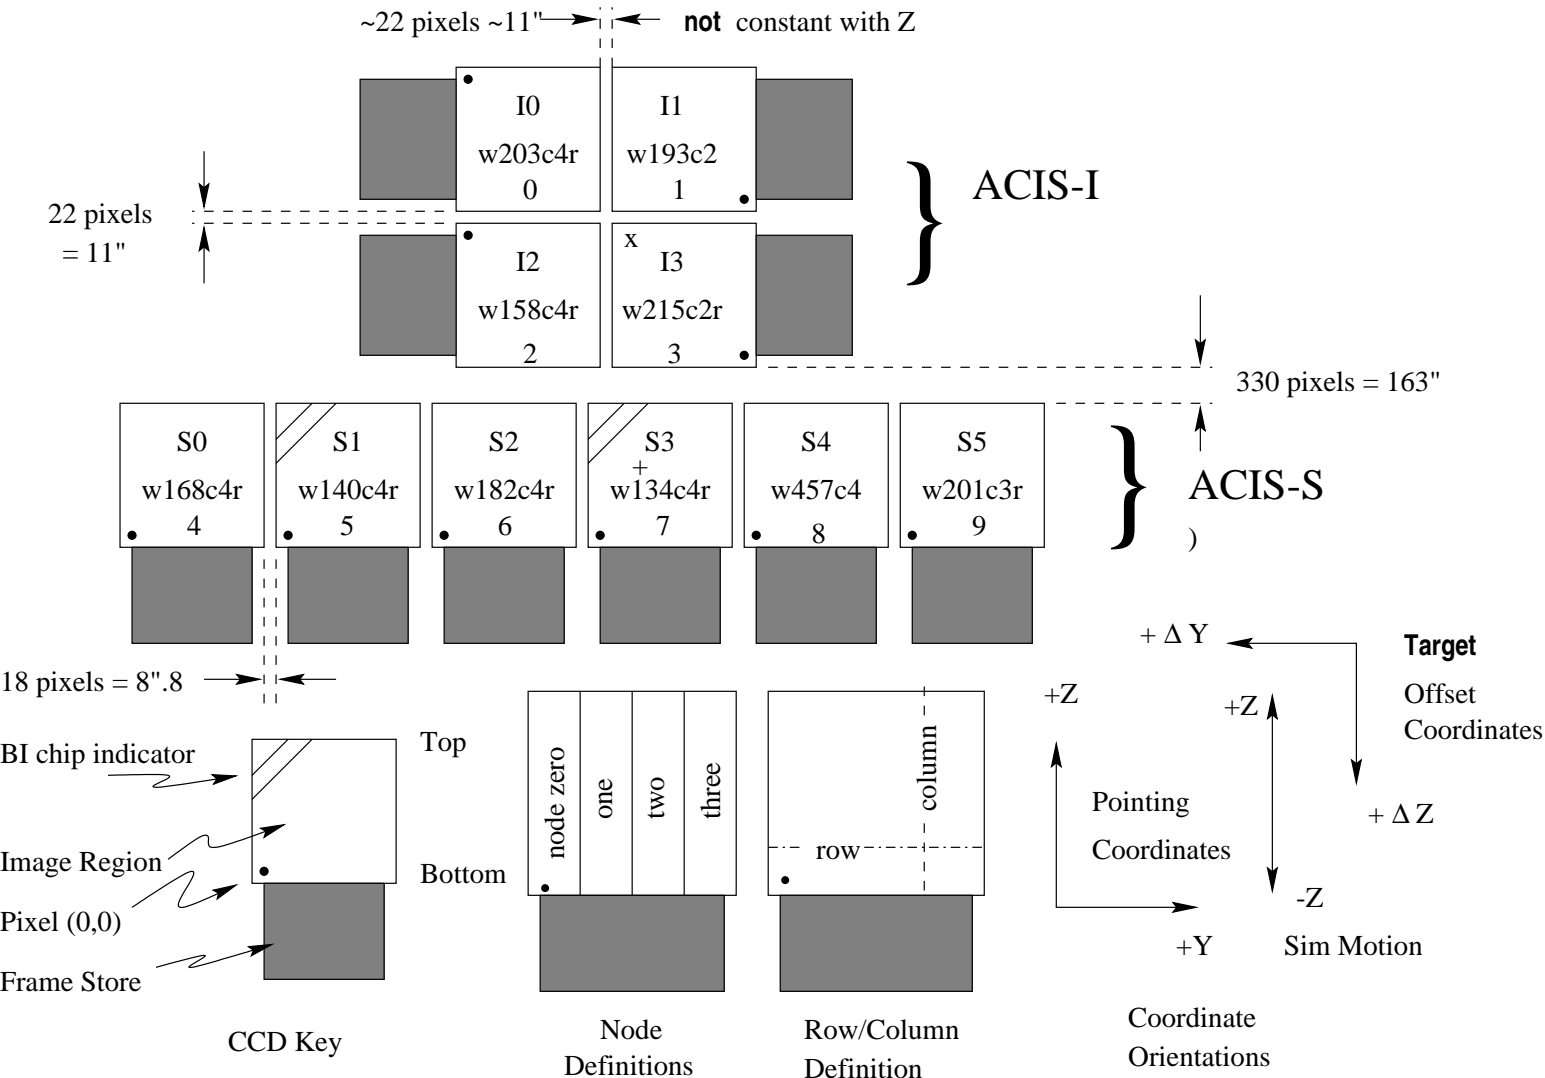 ~22 pixels ~11" not constant with Z
I0
w203c4r
0
I1
w193c2
1
ACIS-I
22 pixels
= 11"
I2
w158c4r
2
x
I3
w215c2r
3
330 pixels = 163"
S0
w168c4r
4
S1
w140c4r
5
S2
w182c4r
6
S3
+
w134c4r
7
S4
w457c4
8
S5
w201c3r
9
ACIS-S
)
18 pixels = 8".8
BI chip indicator
Image Region
Pixel (0,0)
Frame Store
Top
Bottom
CCD Key
node zero
one
two
three
Node
Definitions
column
row
Row/Column
Definition
+ Δ Y
Target
Offset
Coordinates
+ Δ Z
+Z
Pointing
Coordinates
+Y
+Z
-Z
Sim Motion
Coordinate
Orientations